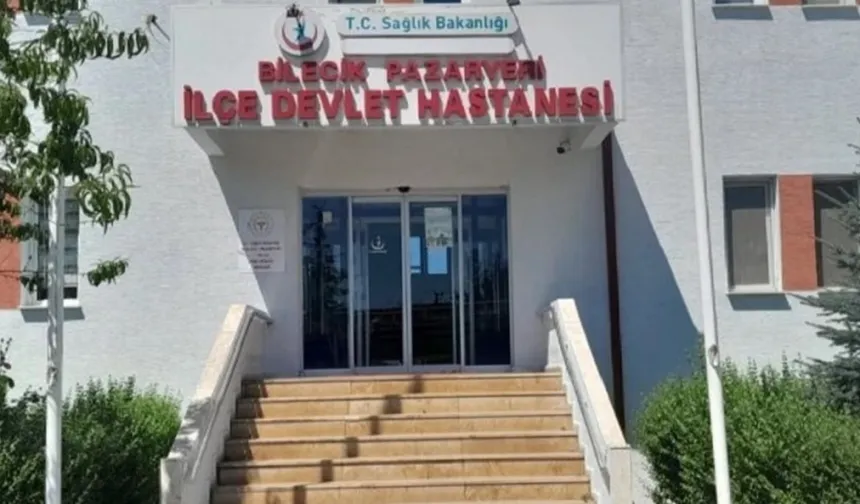 T.C. Sağlık Bakanlığı
BİLECİK PAZARYERİ
İLÇE DEVLET HASTANESİ